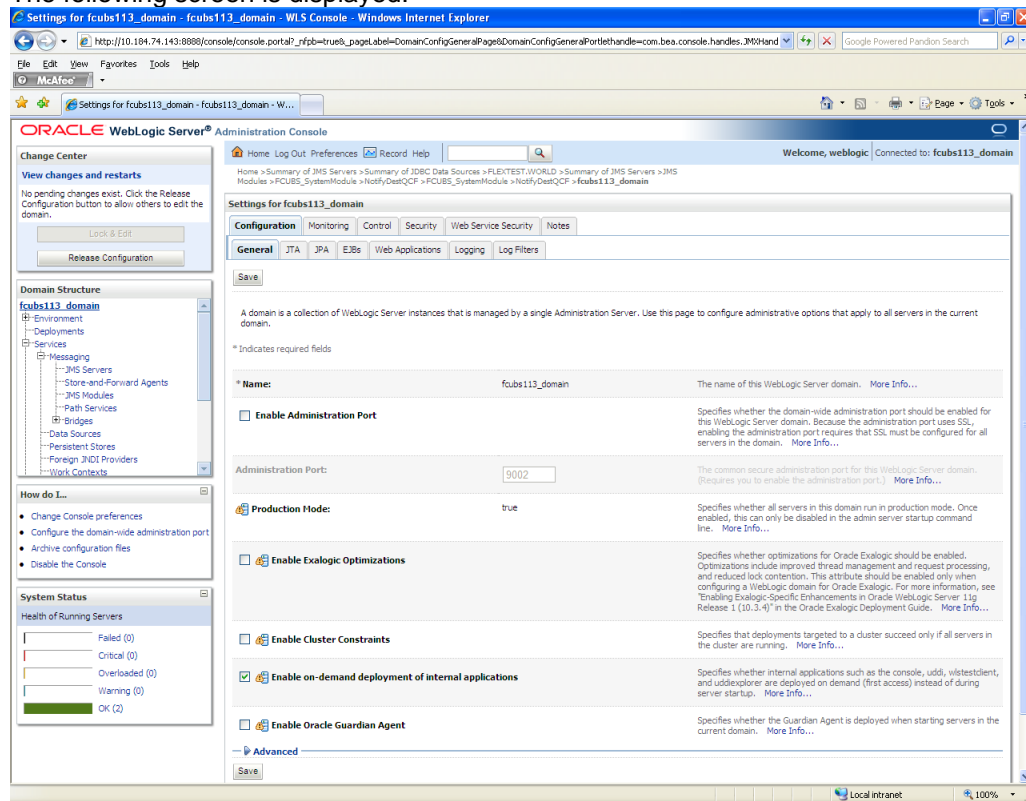 The following screen is displayed.
Settings for fcubs113_domain - fcubs113_domain - WLS Console - Windows Internet Explorer
http://10.184.74.143:8888/console/console.portal?_nfpb=true&_pageLabel=DomainConfigGeneralPage&DomainConfigGeneralPortlethandle=com.bea.console.handles.JMXHand
Google Powered Pandion Search
File Edit View Favorites Tools Help
McAfee
Settings for fcubs113_domain - fcubs113_domain - W...
Page Tools
ORACLE WebLogic Server® Administration Console
Change Center
View changes and restarts
No pending changes exist. Click the Release
Configuration button to allow others to edit the
domain.
Lock & Edit
Release Configuration
Domain Structure
fcubs113_domain
Environment
Deployments
Services
Messaging
JMS Servers
Store-and-Forward Agents
JMS Modules
Path Services
Bridges
Data Sources
Persistent Stores
Foreign JNDI Providers
Work Contexts
How do I...
Change Console preferences
Configure the domain-wide administration port
Archive configuration files
Disable the Console
System Status
Health of Running Servers
Failed (0)
Critical (0)
Overloaded (0)
Warning (0)
OK (2)
Home Log Out Preferences Record Help
Welcome, weblogic Connected to: fcubs113_domain
Home >Summary of JMS Servers >Summary of JDBC Data Sources >FLEXTEST.WORLD >Summary of JMS Servers >JMS
Modules >FCUBS_SystemModule >NotifyDestQCF >FCUBS_SystemModule >NotifyDestQCF >fcubs113_domain
Settings for fcubs113_domain
Configuration Monitoring Control Security Web Service Security Notes
General JTA JPA EJBs Web Applications Logging Log Filters
Save
A domain is a collection of WebLogic Server instances that is managed by a single Administration Server. Use this page to configure administrative options that apply to all servers in the current
domain.
* Indicates required fields
* Name: fcubs113_domain The name of this WebLogic Server domain. More Info...
Enable Administration Port
Specifies whether the domain-wide administration port should be enabled for
this WebLogic Server domain. Because the administration port uses SSL,
enabling the administration port requires that SSL must be configured for all
servers in the domain. More Info...
Administration Port: 9002
The common secure administration port for this WebLogic Server domain.
(Requires you to enable the administration port.) More Info...
Production Mode: true
Specifies whether all servers in this domain run in production mode. Once
enabled, this can only be disabled in the admin server startup command
line. More Info...
Enable Exalogic Optimizations
Specifies whether optimizations for Oracle Exalogic should be enabled.
Optimizations include improved thread management and request processing,
and reduced lock contention. This attribute should be enabled only when
configuring a WebLogic domain for Oracle Exalogic. For more information, see
"Enabling Exalogic-Specific Enhancements in Oracle WebLogic Server 11g
Release 1 (10.3.4)" in the Oracle Exalogic Deployment Guide. More Info...
Enable Cluster Constraints
Specifies that deployments targeted to a cluster succeed only if all servers in
the cluster are running. More Info...
Enable on-demand deployment of internal applications
Specifies whether internal applications such as the console, uddi, wlstestclient,
and uddiexplorer are deployed on demand (first access) instead of during
server startup. More Info...
Enable Oracle Guardian Agent
Specifies whether the Guardian Agent is deployed when starting servers in the
current domain. More Info...
Advanced
Save
Local intranet 100%